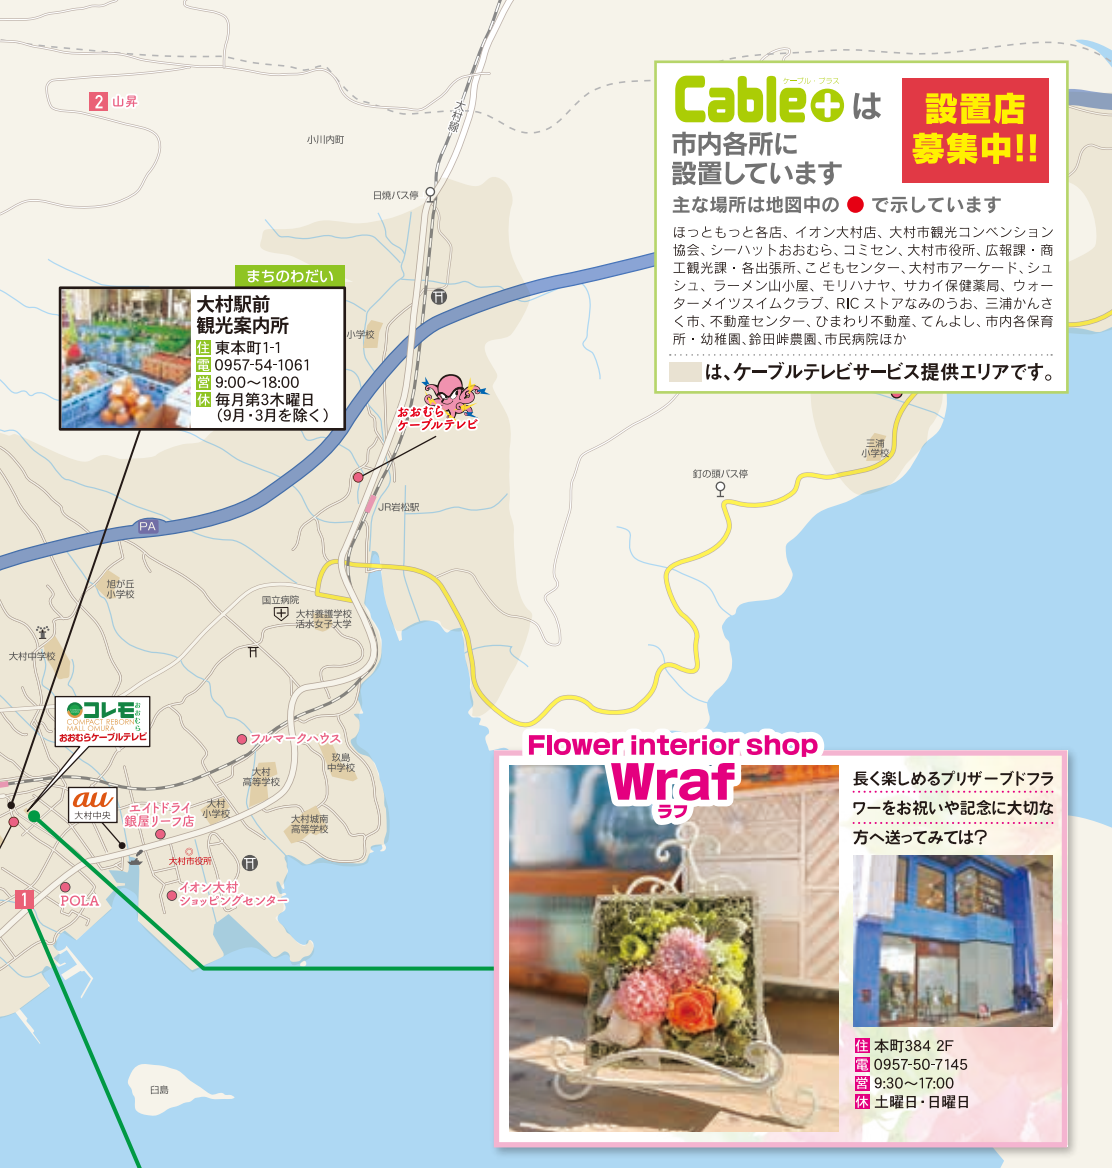 ケーブル・プラス
Cable+ は
市内各所に
設置しています
設置店
募集中!!
主な場所は地図中の ● で示しています
ほっともっと各店、イオン大村店、大村市観光コンベンション
協会、シーハットおおむら、コミセン、大村市役所、広報課・商
工観光課・各出張所、こどもセンター、大村市アーケード、シュ
シュ、ラーメン山小屋、モリハナヤ、サカイ保健薬局、ウォー
ターメイツスイムクラブ、RIC ストアなみのうお、三浦かんさ
く市、不動産センター、ひまわり不動産、てんよし、市内各保育
所・幼稚園、鈴田峠農園、市民病院ほか
は、ケーブルテレビサービス提供エリアです。
2 山昇
小川内町
大村線
日焼バス停
まちのわだい
大村駅前
観光案内所
住 東本町1-1
電 0957-54-1061
営 9:00〜18:00
休 毎月第3木曜日
(9月・3月を除く)
小学校
おおむら
ケーブルテレビ
三浦
小学校
釘の頭バス停
JR岩松駅
PA
旭が丘
小学校
国立病院
大村養護学校
活水女子大学
大村中学校
コレモ
おおむら
COMPACT REBORN
MALL OMURA
おおむらケーブルテレビ
フルマークハウス
玖島
中学校
大村
高等学校
au
大村中央
エイドドライ
銀屋リーフ店
大村
小学校
大村城南
高等学校
大村市役所
イオン大村
ショッピングセンター
1
POLA
臼島
Flower interior shop
Wraf
ラフ
長く楽しめるプリザーブドフラ
ワーをお祝いや記念に大切な
方へ送ってみては?
住 本町384 2F
電 0957-50-7145
営 9:30〜17:00
休 土曜日・日曜日